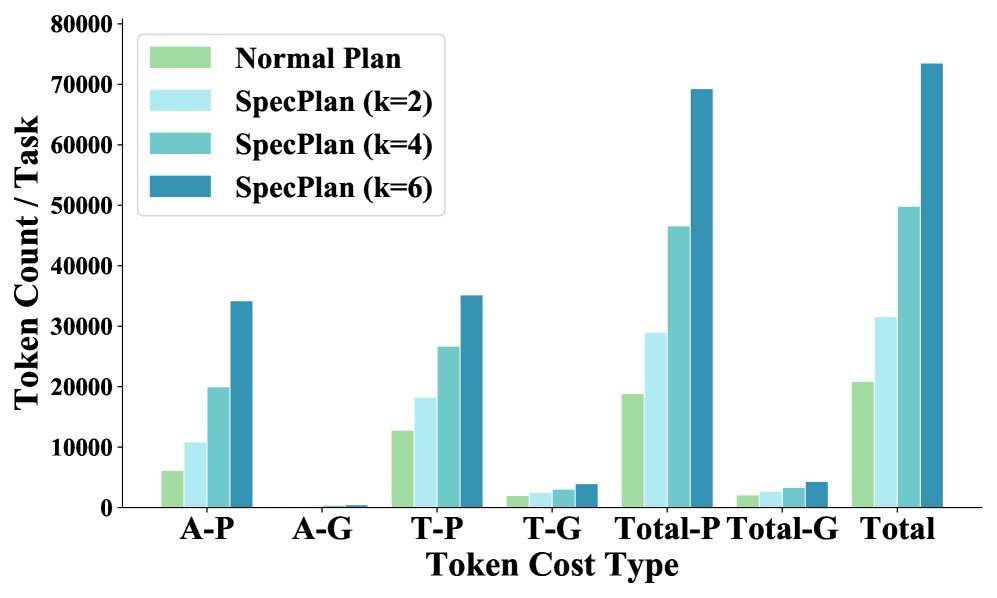 80000
70000
60000
50000
40000
30000
20000
10000
0
Token Count / Task
Normal Plan
SpecPlan (k=2)
SpecPlan (k=4)
SpecPlan (k=6)
A-P A-G T-P T-G Total-P Total-G Total
Token Cost Type